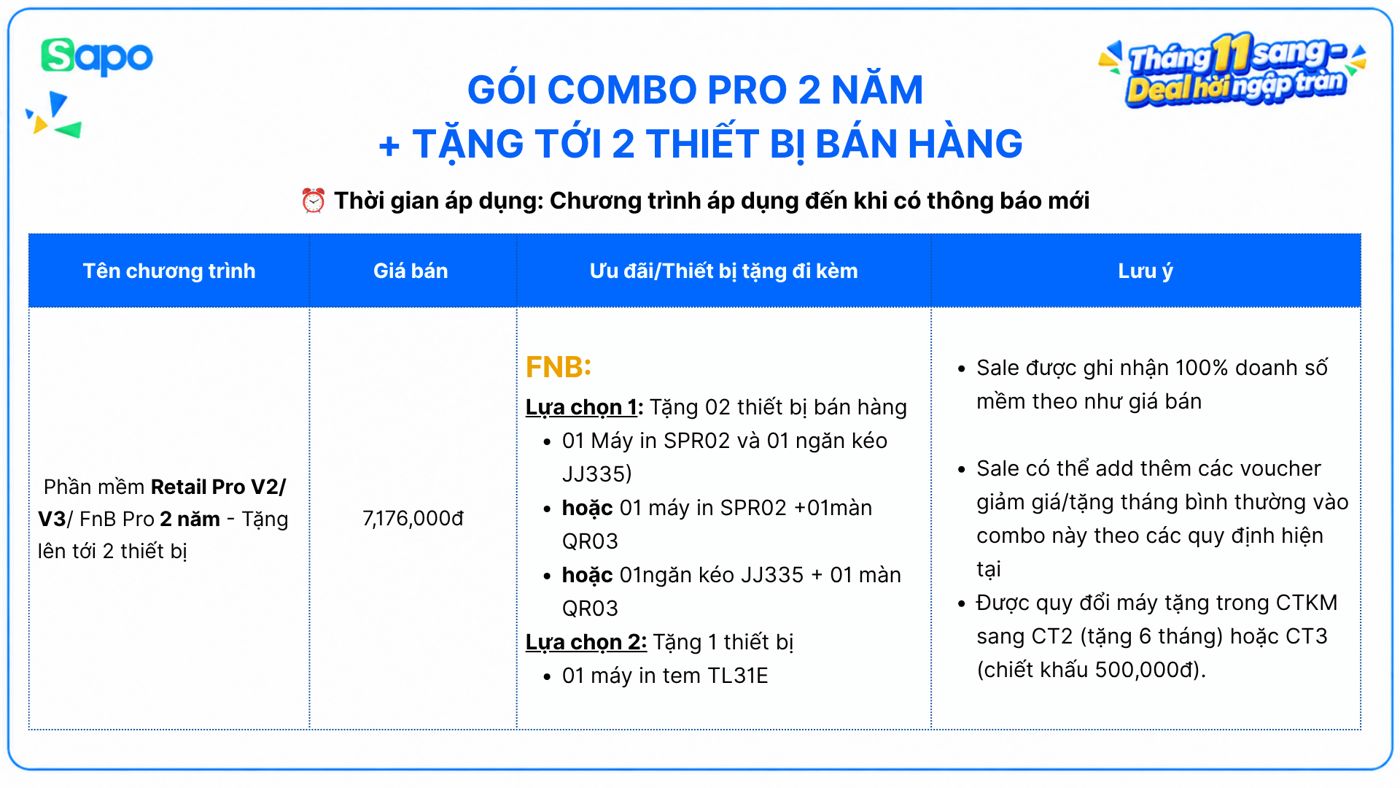 Sapo
Tháng 11 sang -
Deal hời ngập tràn
GÓI COMBO PRO 2 NĂM
+ TẶNG TỚI 2 THIẾT BỊ BÁN HÀNG
⏰ Thời gian áp dụng: Chương trình áp dụng đến khi có thông báo mới
Tên chương trình
Giá bán
Ưu đãi/Thiết bị tặng đi kèm
Lưu ý
Phần mềm Retail Pro V2/
V3/ FnB Pro 2 năm - Tặng
lên tới 2 thiết bị
7,176,000đ
FNB:
Lựa chọn 1: Tặng 02 thiết bị bán hàng
• 01 Máy in SPR02 và 01 ngăn kéo
JJ335)
• hoặc 01 máy in SPR02 +01màn
QR03
• hoặc 01ngăn kéo JJ335 + 01 màn
QR03
Lựa chọn 2: Tặng 1 thiết bị
• 01 máy in tem TL31E
• Sale được ghi nhận 100% doanh số
mềm theo như giá bán
• Sale có thể add thêm các voucher
giảm giá/tặng tháng bình thường vào
combo này theo các quy định hiện
tại
• Được quy đổi máy tặng trong CTKM
sang CT2 (tặng 6 tháng) hoặc CT3
(chiết khấu 500,000đ).